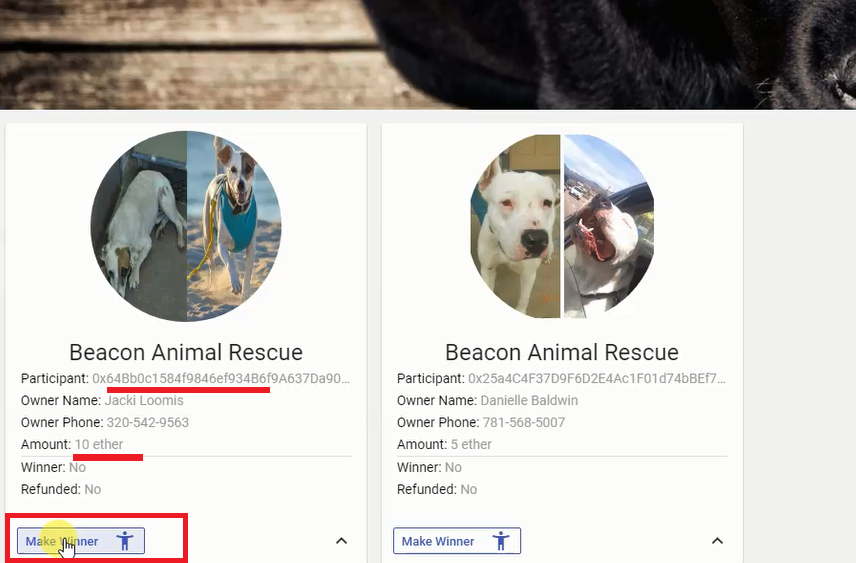 Beacon Animal Rescue
Participant: 0x64Bb0c1584f9846ef934B6f9A637Da90...
Owner Name: Jacki Loomis
Owner Phone: 320-542-9563
Amount: 10 ether
Winner: No
Refunded: No
Make Winner
Beacon Animal Rescue
Participant: 0x25a4C4F37D9F6D2E4Ac1F01d74bBEf7...
Owner Name: Danielle Baldwin
Owner Phone: 781-568-5007
Amount: 5 ether
Winner: No
Refunded: No
Make Winner